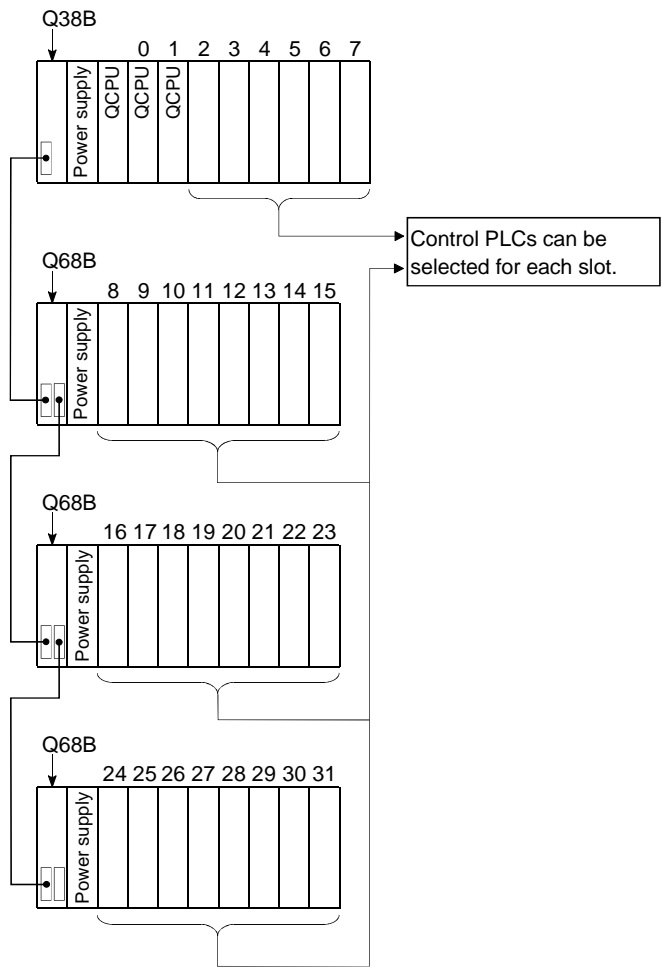 Q38B
0 1 2 3 4 5 6 7
Power supply
QCPU
QCPU
QCPU
Control PLCs can be
selected for each slot.
Q68B
8 9 10 11 12 13 14 15
Power supply
Q68B
16 17 18 19 20 21 22 23
Power supply
Q68B
24 25 26 27 28 29 30 31
Power supply